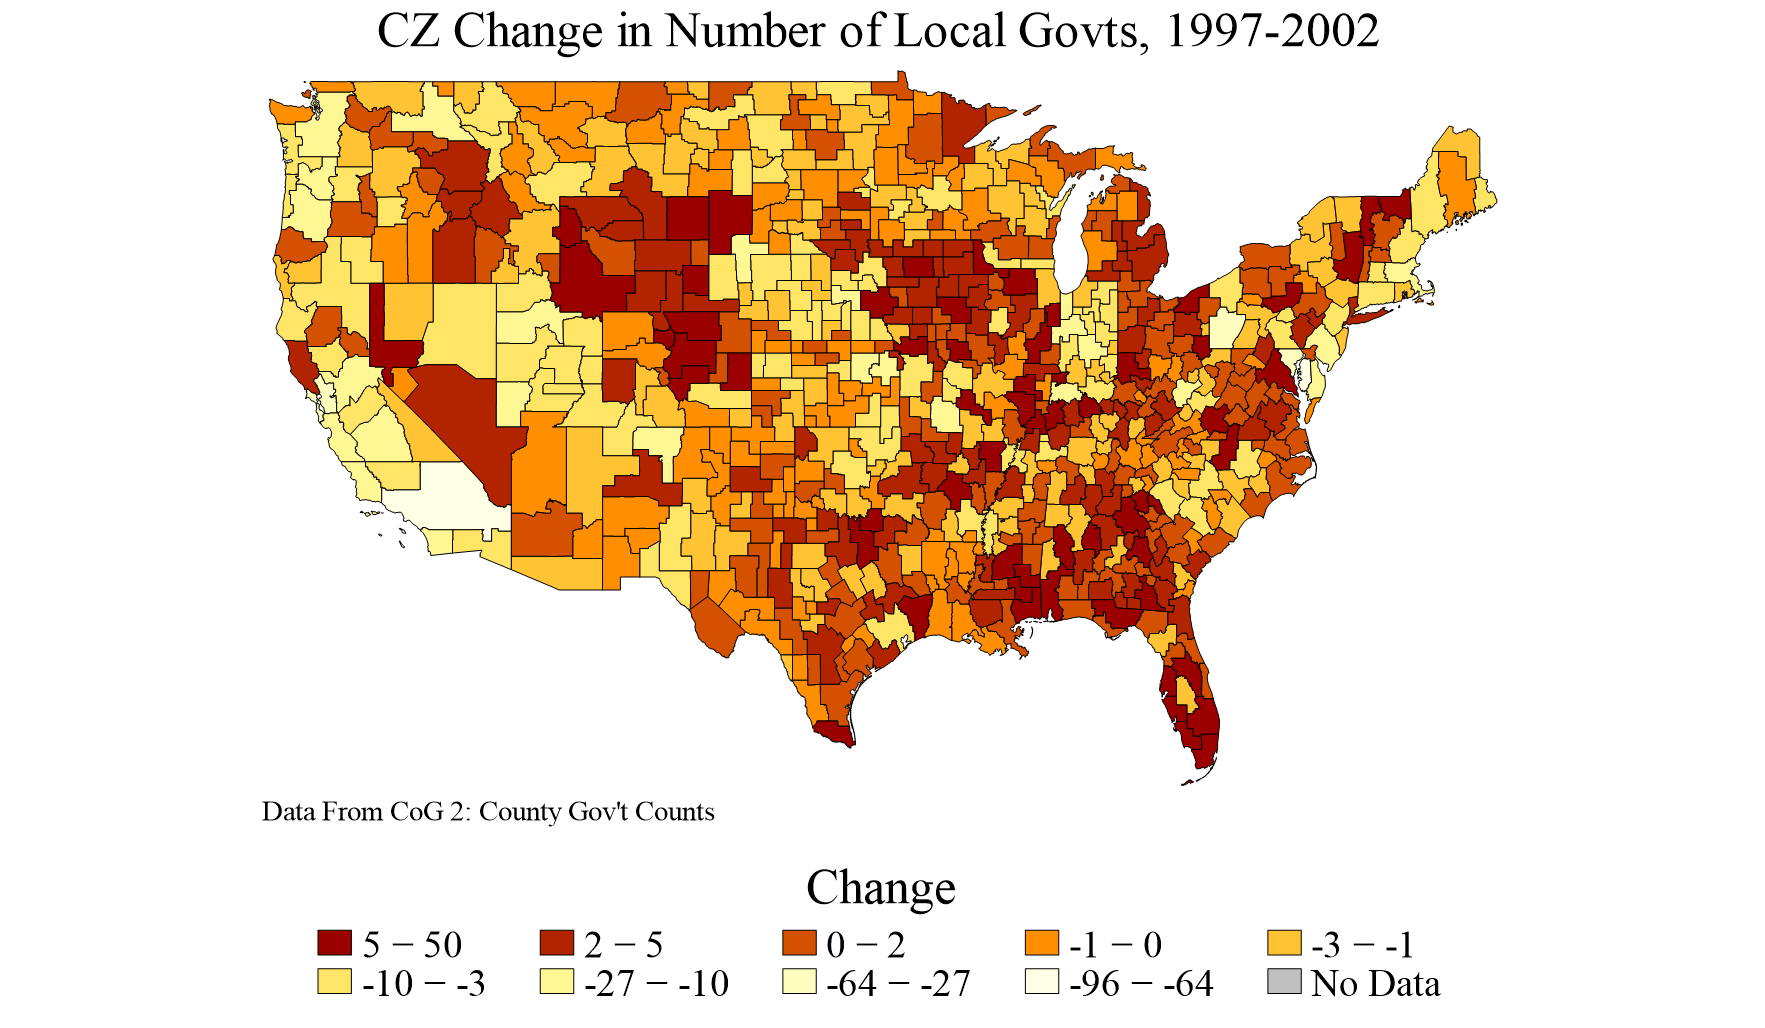 CZ Change in Number of Local Govts, 1997-2002
Data From CoG 2: County Gov't Counts
Change
5 − 50
2 − 5
0 − 2
-1 − 0
-3 − -1
-10 − -3
-27 − -10
-64 − -27
-96 − -64
No Data